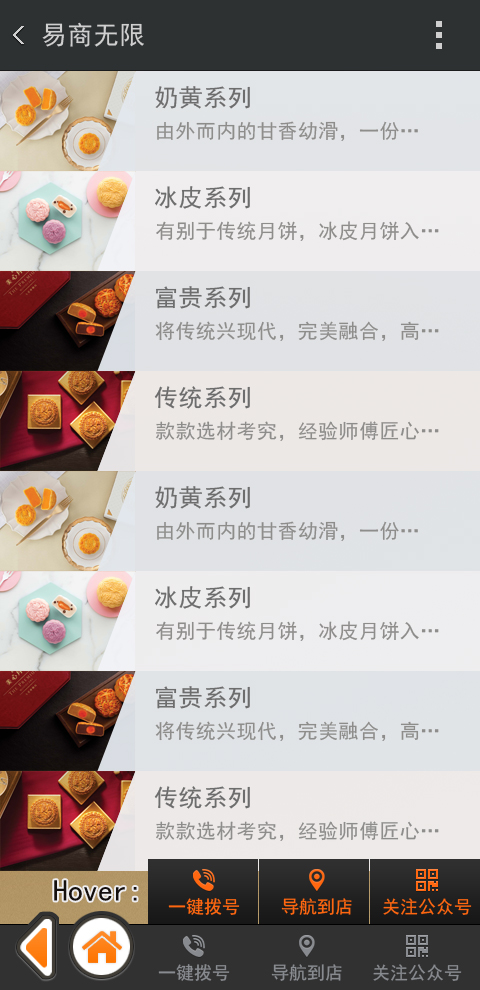 易商无限
奶黄系列
由外而内的甘香幼滑，一份…
冰皮系列
有别于传统月饼，冰皮月饼入…
富贵系列
将传统兴现代，完美融合，高…
传统系列
款款选材考究，经验师傅匠心…
奶黄系列
由外而内的甘香幼滑，一份…
冰皮系列
有别于传统月饼，冰皮月饼入…
富贵系列
将传统兴现代，完美融合，高…
传统系列
款款选材考究，经验师傅匠心…
Hover:
一键拨号 导航到店 关注公众号
一键拨号 导航到店 关注公众号